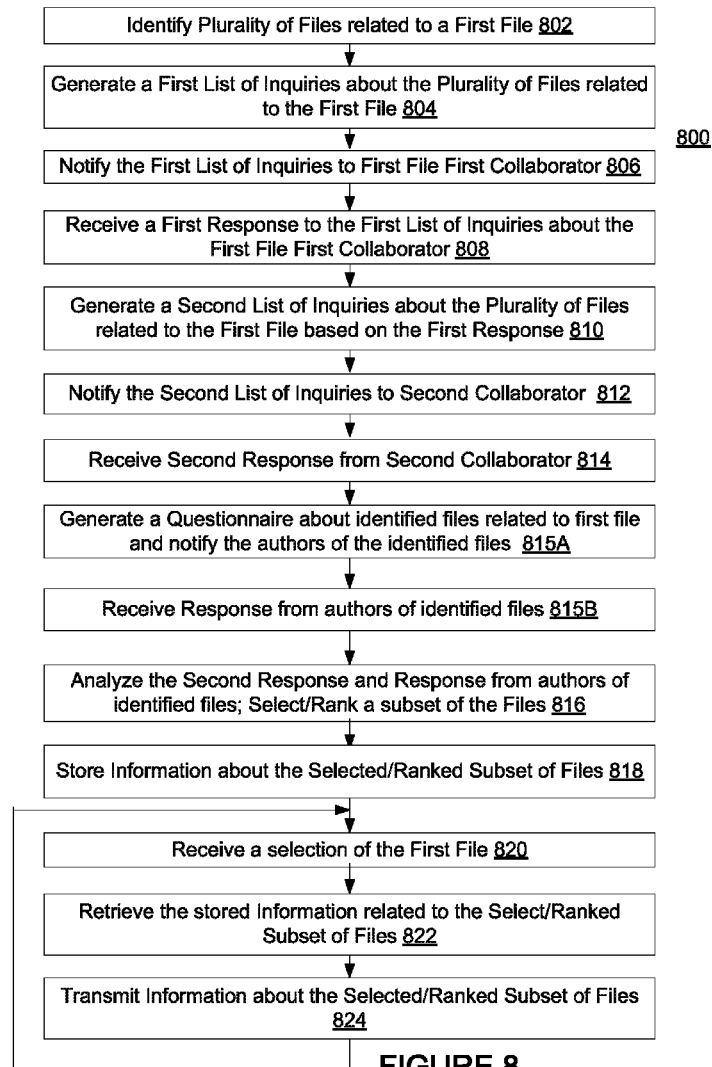 Identify Plurality of Files related to a First File 802
Generate a First List of Inquiries about the Plurality of Files related
to the First File 804
800
Notify the First List of Inquiries to First File First Collaborator 806
Receive a First Response to the First List of Inquiries about the
First File First Collaborator 808
Generate a Second List of Inquiries about the Plurality of Files
related to the First File based on the First Response 810
Notify the Second List of Inquiries to Second Collaborator 812
Receive Second Response from Second Collaborator 814
Generate a Questionnaire about identified files related to first file
and notify the authors of the identified files 815A
Receive Response from authors of identified files 815B
Analyze the Second Response and Response from authors of
identified files; Select/Rank a subset of the Files 816
Store Information about the Selected/Ranked Subset of Files 818
Receive a selection of the First File 820
Retrieve the stored Information related to the Select/Ranked
Subset of Files 822
Transmit Information about the Selected/Ranked Subset of Files
824
FIGURE 8